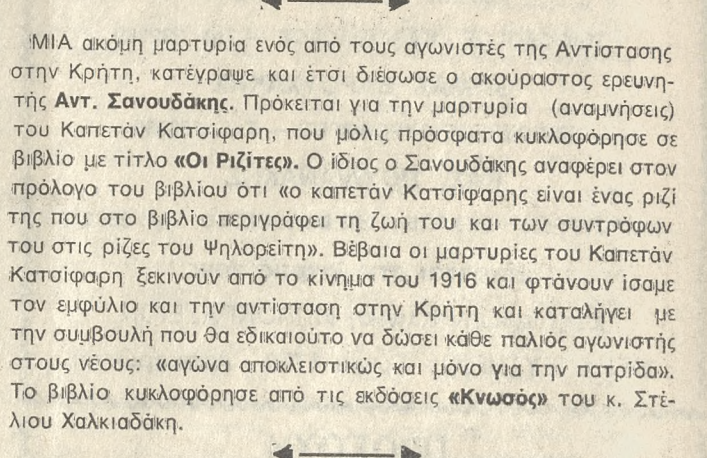 ΜΙΑ ακόμη μαρτυρία ενός από τους αγωνιστές της Αντίστασης
στην Κρήτη, κατέγραψε και έτσι διέσωσε ο ακούραστος ερευνη-
τής Αντ. Σανουδάκης. Πρόκειται για την μαρτυρία (αναμνήσεις)
του Καπετάν Κατσίφαρη, που μόλις πρόσφατα κυκλοφόρησε σε
βιβλίο με τίτλο «Οι Ριζίτες». Ο ίδιος ο Σανουδάκης αναφέρει στον
πρόλογο του βιβλίου ότι «ο καπετάν Κατσίφαρης είναι ένας ριζί
της που στο βιβλίο περιγράφει τη ζωή του και των συντρόφων
του στις ρίζες του Ψηλορείτη». Βέβαια οι μαρτυρίες του Καπετάν
Κατσίφαρη ξεκινούν από το κίνημα του 1916 και φτάνουν ίσαμε
τον εμφύλιο και την αντίσταση στην Κρήτη και καταλήγει με
την συμβουλή που θα εδικαιούτο να δώσει κάθε παλιός αγωνιστής
στους νέους: «αγώνα αποκλειστικώς και μόνο για την πατρίδα».
Το βιβλίο κυκλοφόρησε από τις εκδόσεις «Κνωσός» του κ. Στέ-
λιου Χαλκιαδάκη.